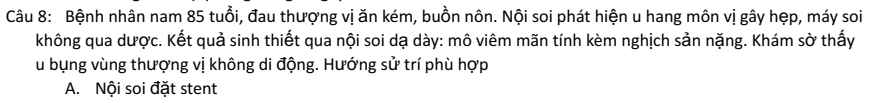 Câu 8: Bệnh nhân nam 85 tuổi, đau thượng vị ăn kém, buồn nôn. Nội soi phát hiện u hang môn vị gây hẹp, máy soi
không qua dược. Kết quả sinh thiết qua nội soi dạ dày: mô viêm mãn tính kèm nghịch sản nặng. Khám sờ thấy
u bụng vùng thượng vị không di động. Hướng sử trí phù hợp
A. Nội soi đặt stent